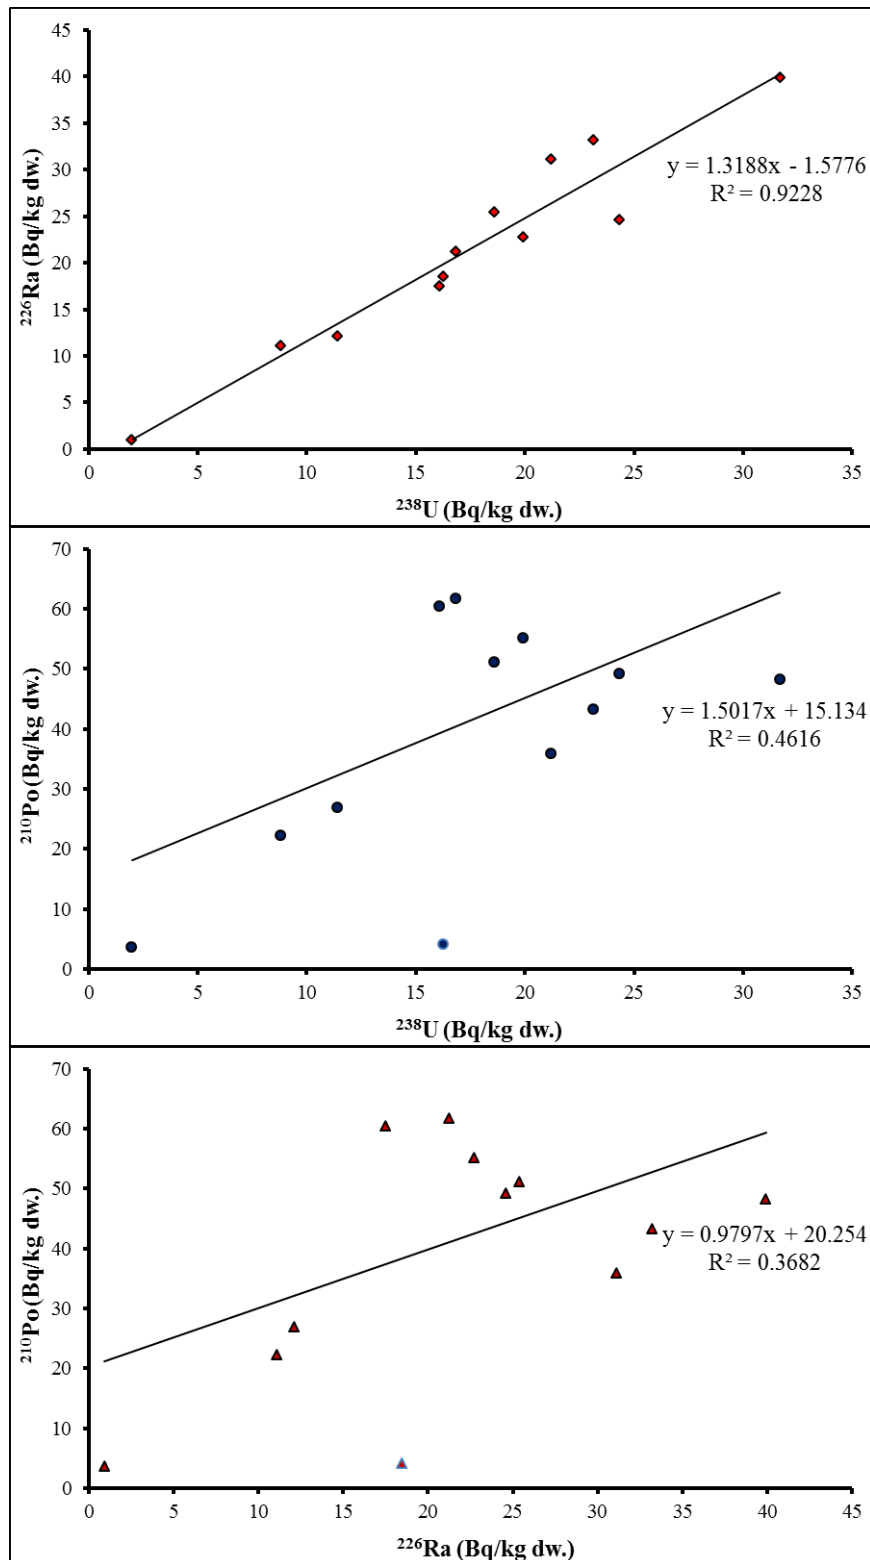 45
40
35
30
25
20
15
10
5
0
²²⁶Ra (Bq/kg dw.)
y = 1.3188x - 1.5776
R² = 0.9228
0 5 10 15 20 25 30 35
²³⁸U (Bq/kg dw.)
70
60
50
40
30
20
10
0
²¹⁰Po(Bq/kg dw.)
y = 1.5017x + 15.134
R² = 0.4616
0 5 10 15 20 25 30 35
²³⁸U (Bq/kg dw.)
70
60
50
40
30
20
10
0
²¹⁰Po(Bq/kg dw.)
y = 0.9797x + 20.254
R² = 0.3682
0 5 10 15 20 25 30 35 40 45
²²⁶Ra (Bq/kg dw.)